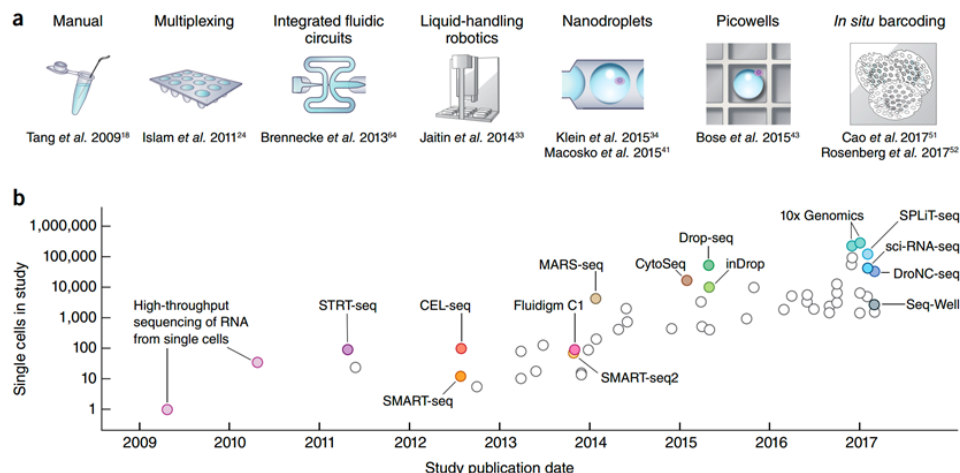 a
Manual
Multiplexing
Integrated fluidic
circuits
Liquid-handling
robotics
Nanodroplets
Picowells
In situ barcoding
Tang et al. 2009¹⁸
Islam et al. 2011²⁴
Brennecke et al. 2013⁶⁴
Jaitin et al. 2014³³
Klein et al. 2015³⁴
Macosko et al. 2015⁴¹
Bose et al. 2015⁴³
Cao et al. 2017⁵¹
Rosenberg et al. 2017⁵²
b
Single cells in study
1,000,000
100,000
10,000
1,000
100
10
1
High-throughput
sequencing of RNA
from single cells
STRT-seq
CEL-seq
SMART-seq
MARS-seq
Fluidigm C1
SMART-seq2
CytoSeq
Drop-seq
inDrop
10x Genomics
SPLiT-seq
sci-RNA-seq
DroNC-seq
Seq-Well
2009 2010 2011 2012 2013 2014 2015 2016 2017
Study publication date